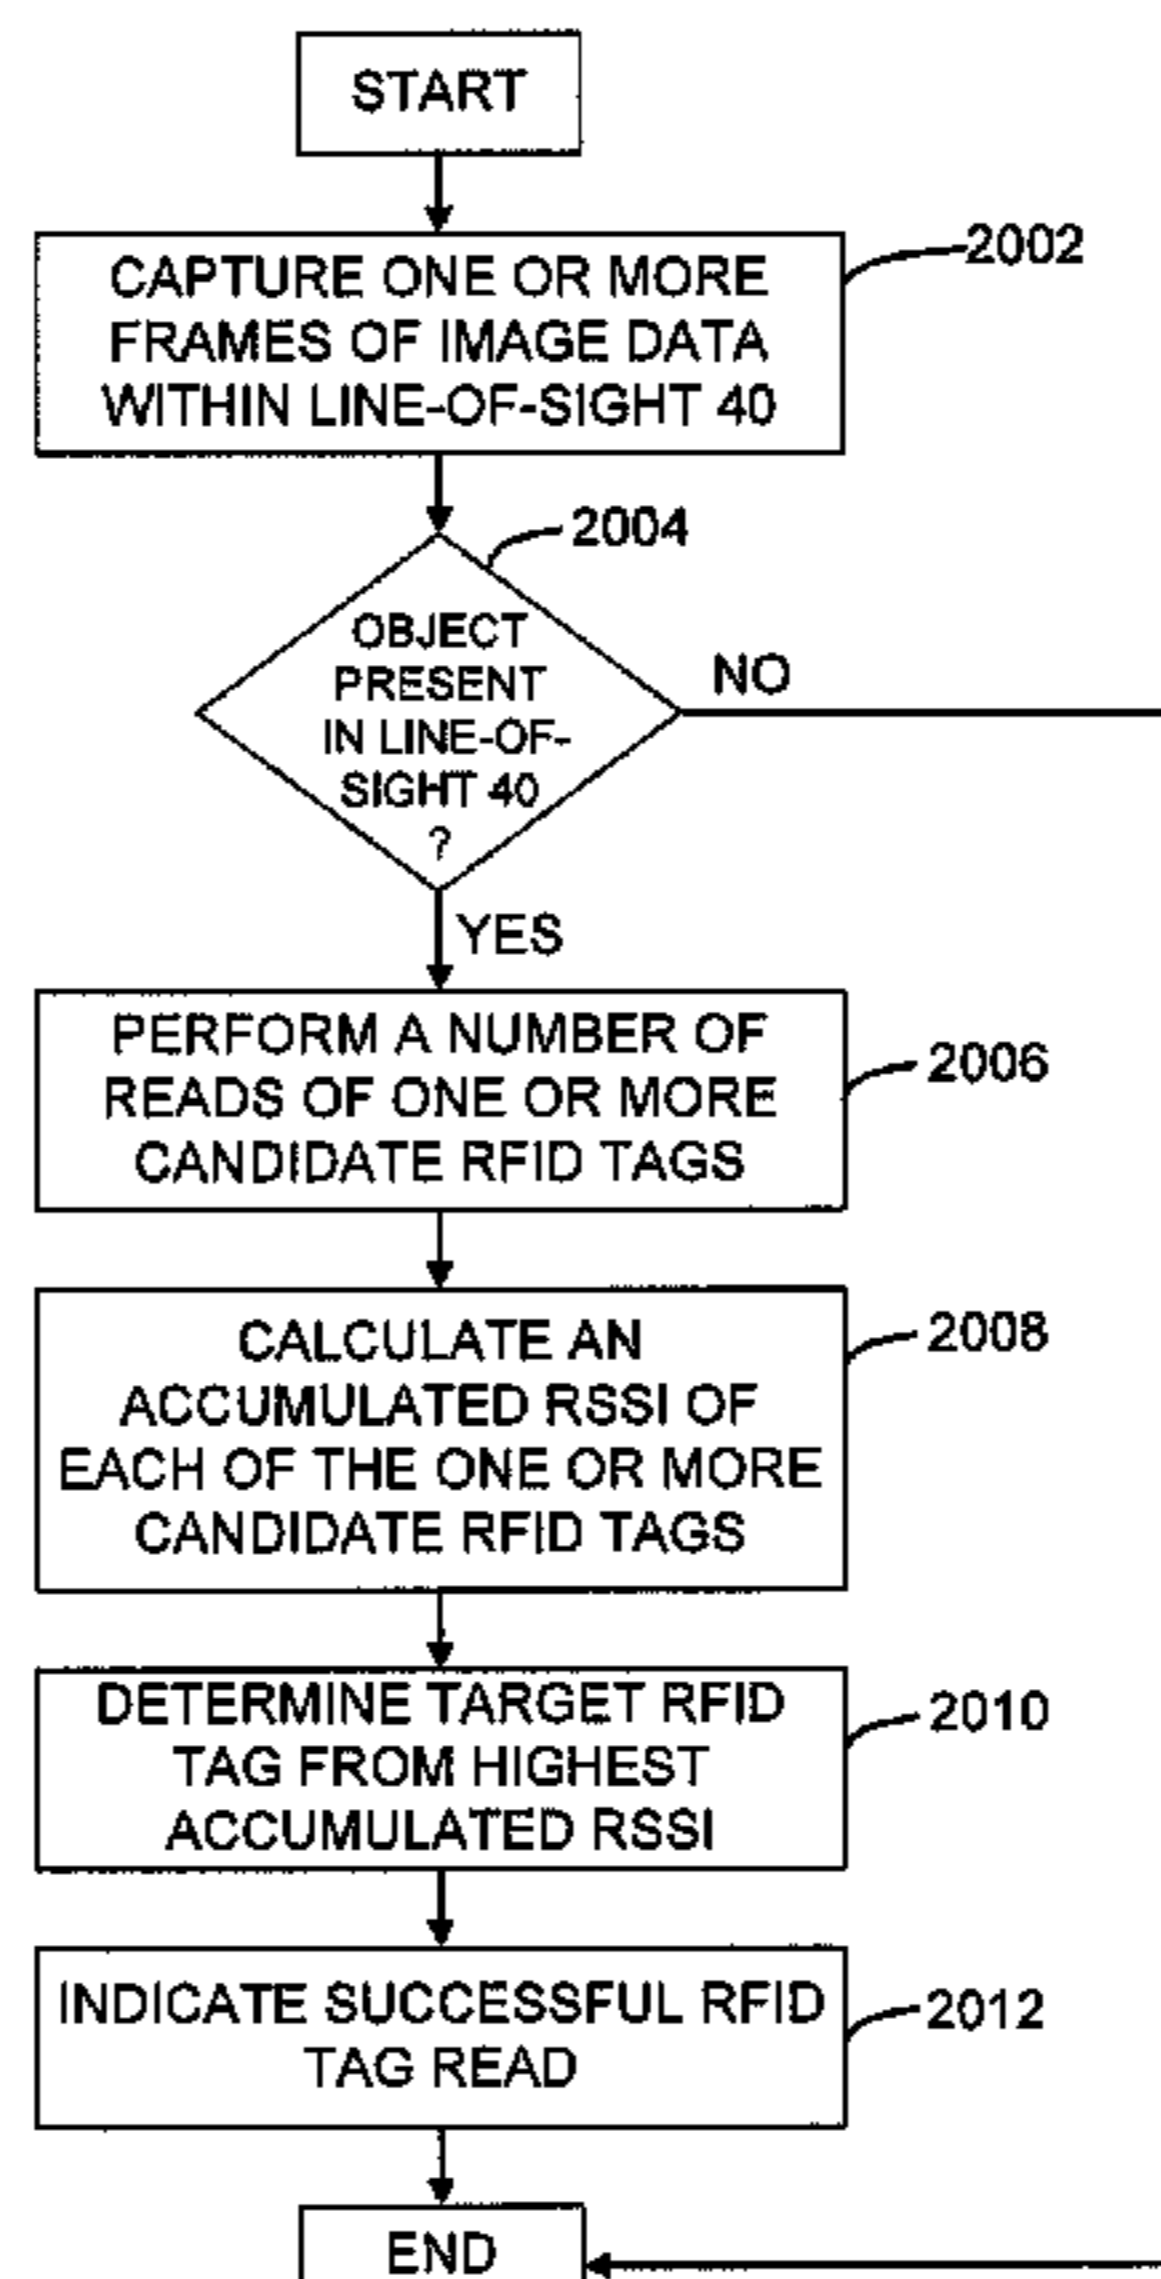 START
2002
CAPTURE ONE OR MORE
FRAMES OF IMAGE DATA
WITHIN LINE-OF-SIGHT 40
2004
OBJECT
PRESENT
IN LINE-OF-
SIGHT 40
?
NO
YES
2006
PERFORM A NUMBER OF
READS OF ONE OR MORE
CANDIDATE RFID TAGS
2008
CALCULATE AN
ACCUMULATED RSSI OF
EACH OF THE ONE OR MORE
CANDIDATE RFID TAGS
2010
DETERMINE TARGET RFID
TAG FROM HIGHEST
ACCUMULATED RSSI
2012
INDICATE SUCCESSFUL RFID
TAG READ
END